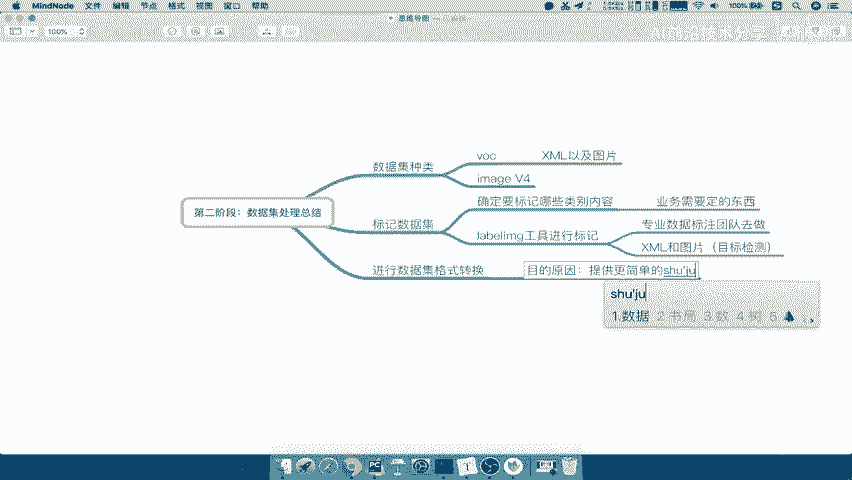 MindNode 文件 编辑 节点 格式 视图 窗口 帮助
100%
思维导图 — 已编辑
100%
数据集种类
voc
XML以及图片
image V4
第二阶段：数据集处理总结
标记数据集
确定要标记哪些类别内容
业务需要定的东西
labelimg工具进行标记
专业数据标注团队去做
XML和图片（目标检测）
进行数据集格式转换
目的原因：提供更简单的shu'ju
shu'ju
1.数据 2.书局 3.数 4.树 5